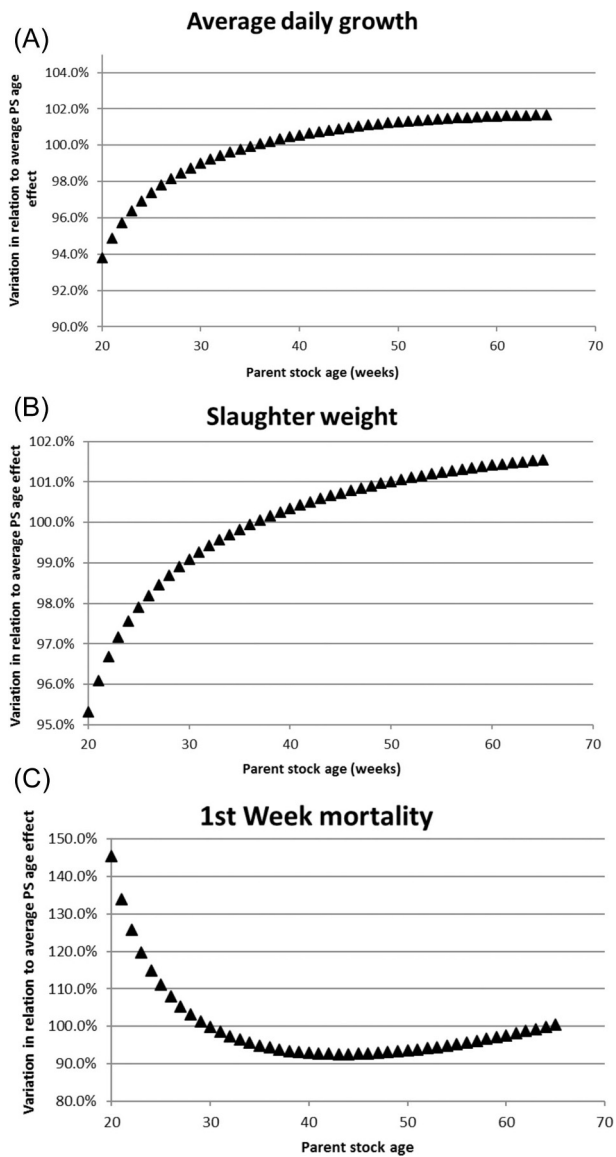 (A)
Average daily growth
Variation in relation to average PS age
effect
104.0%
102.0%
100.0%
98.0%
96.0%
94.0%
92.0%
90.0%
20 30 40 50 60 70
Parent stock age (weeks)
(B)
Slaughter weight
Variation in relation to average PS age effect
102.0%
101.0%
100.0%
99.0%
98.0%
97.0%
96.0%
95.0%
20 30 40 50 60 70
Parent stock age (weeks)
(C)
1st Week mortality
Variation in relation to average PS age effect
150.0%
140.0%
130.0%
120.0%
110.0%
100.0%
90.0%
80.0%
20 30 40 50 60 70
Parent stock age